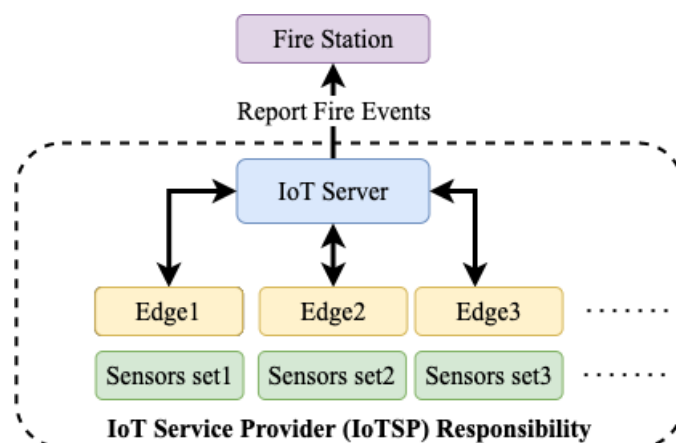 Fire Station
Report Fire Events
IoT Server
Edge1 Edge2 Edge3 ......
Sensors set1 Sensors set2 Sensors set3 ......
IoT Service Provider (IoTSP) Responsibility